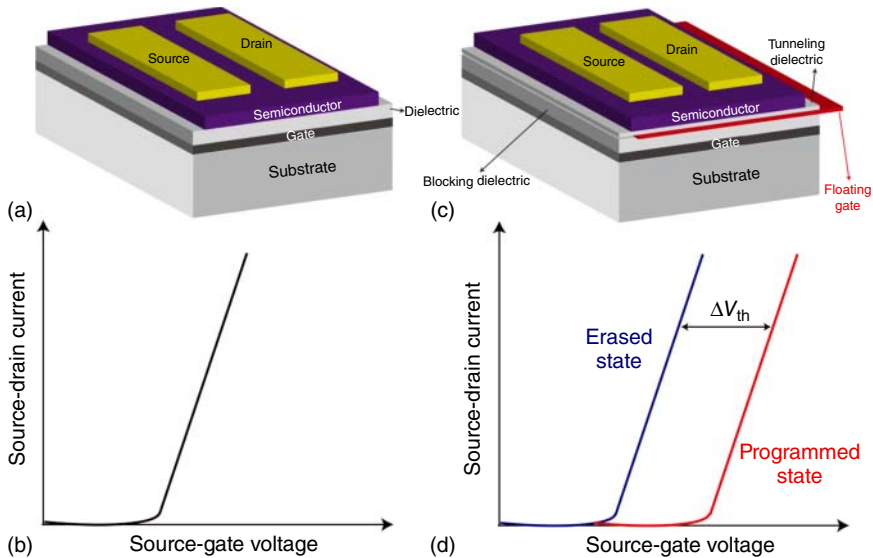 Source
Drain
Semiconductor
Dielectric
Gate
Substrate
(a)
Source
Drain
Tunneling
dielectric
Semiconductor
Gate
Blocking dielectric
Substrate
Floating
gate
(c)
Source-drain current
Source-gate voltage
(b)
Source-drain current
ΔVth
Erased
state
Programmed
state
Source-gate voltage
(d)